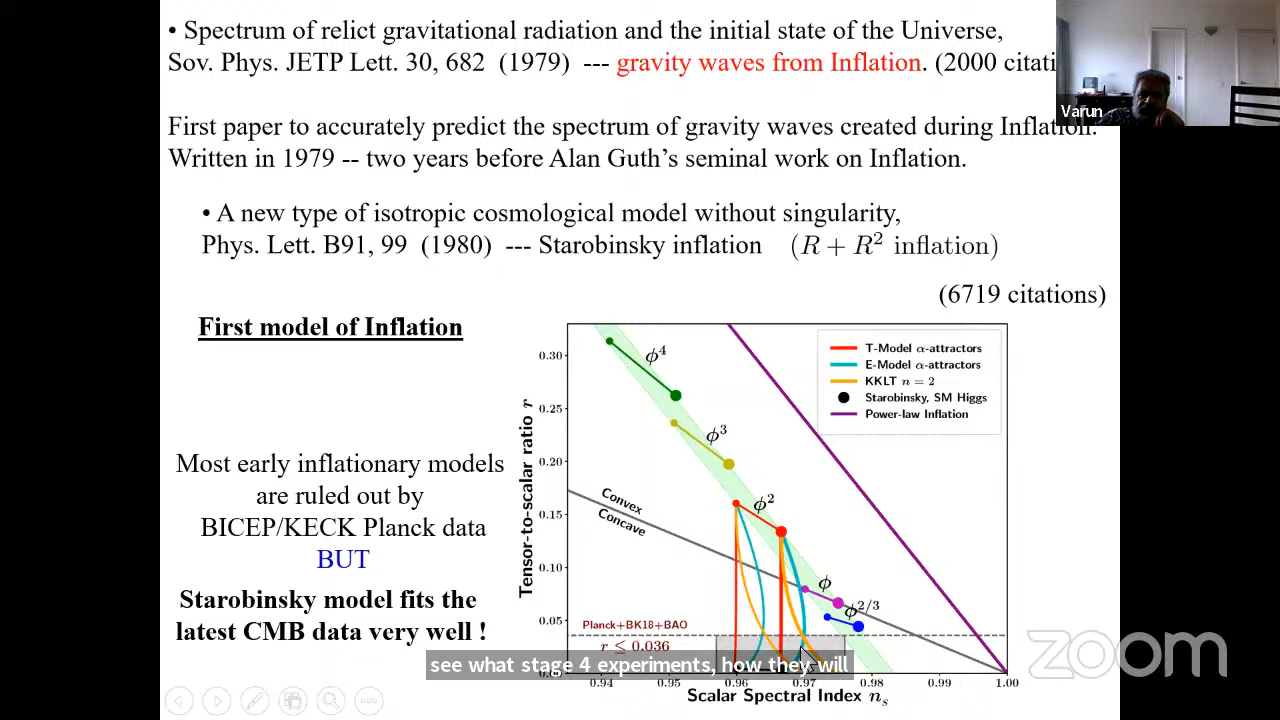 • Spectrum of relict gravitational radiation and the initial state of the Universe,
Sov. Phys. JETP Lett. 30, 682 (1979) --- gravity waves from Inflation. (2000 citati
Varun
First paper to accurately predict the spectrum of gravity waves created during Inflation.
Written in 1979 -- two years before Alan Guth's seminal work on Inflation.
• A new type of isotropic cosmological model without singularity,
Phys. Lett. B91, 99 (1980) --- Starobinsky inflation (R + R² inflation)
(6719 citations)
First model of Inflation
Most early inflationary models
are ruled out by
BICEP/KECK Planck data
BUT
Starobinsky model fits the
latest CMB data very well !
Tensor-to-scalar ratio r
0.30
0.25
0.20
0.15
0.10
0.05
T-Model α-attractors
E-Model α-attractors
KKLT n = 2
Starobinsky, SM Higgs
Power-law Inflation
ϕ⁴
ϕ³
ϕ²
ϕ
ϕ²/³
Convex
Concave
Planck+BK18+BAO
r ≤ 0.036
see what stage 4 experiments, how they will
0.94 0.95 0.96 0.97 0.98 0.99 1.00
Scalar Spectral Index nₛ
zoom